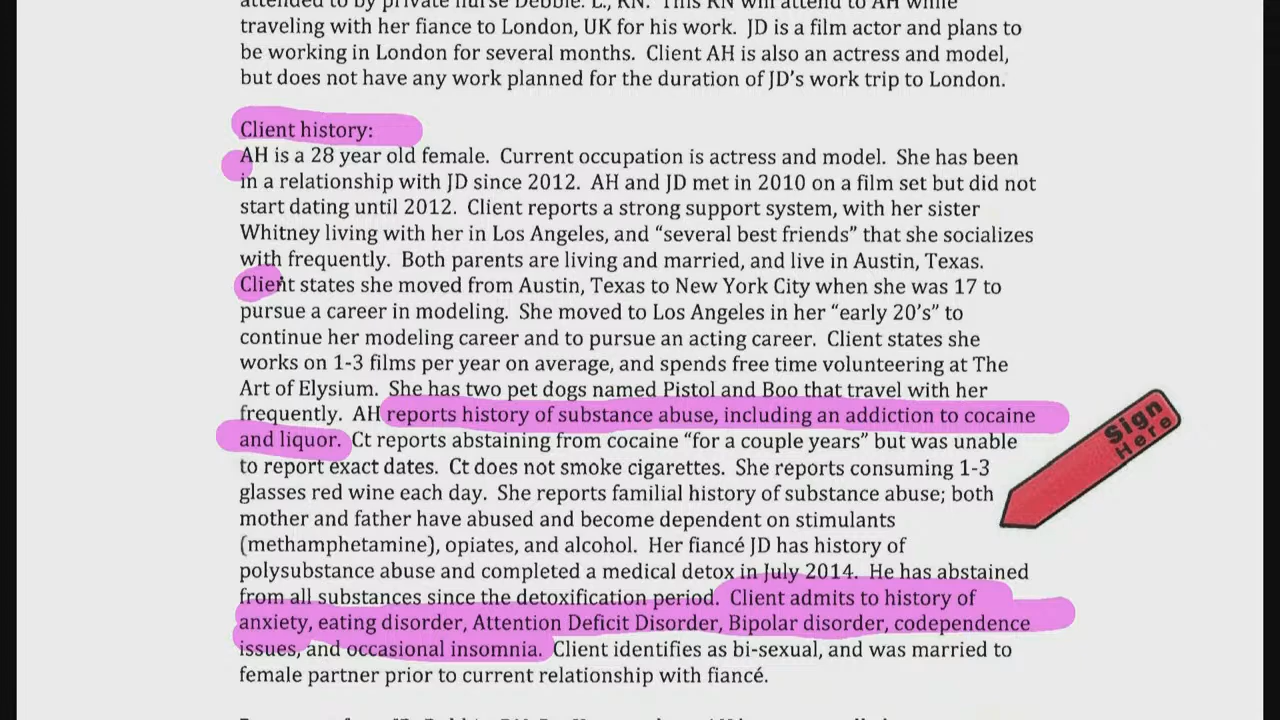 attended to by private nurse Debbie. L., RN. This RN will attend to AH while
traveling with her fiance to London, UK for his work. JD is a film actor and plans to
be working in London for several months. Client AH is also an actress and model,
but does not have any work planned for the duration of JD’s work trip to London.
Client history:
AH is a 28 year old female. Current occupation is actress and model. She has been
in a relationship with JD since 2012. AH and JD met in 2010 on a film set but did not
start dating until 2012. Client reports a strong support system, with her sister
Whitney living with her in Los Angeles, and “several best friends” that she socializes
with frequently. Both parents are living and married, and live in Austin, Texas.
Client states she moved from Austin, Texas to New York City when she was 17 to
pursue a career in modeling. She moved to Los Angeles in her “early 20’s” to
continue her modeling career and to pursue an acting career. Client states she
works on 1-3 films per year on average, and spends free time volunteering at The
Art of Elysium. She has two pet dogs named Pistol and Boo that travel with her
frequently. AH reports history of substance abuse, including an addiction to cocaine
and liquor. Ct reports abstaining from cocaine “for a couple years” but was unable
to report exact dates. Ct does not smoke cigarettes. She reports consuming 1-3
glasses red wine each day. She reports familial history of substance abuse; both
mother and father have abused and become dependent on stimulants
(methamphetamine), opiates, and alcohol. Her fiancé JD has history of
polysubstance abuse and completed a medical detox in July 2014. He has abstained
from all substances since the detoxification period. Client admits to history of
anxiety, eating disorder, Attention Deficit Disorder, Bipolar disorder, codependence
issues, and occasional insomnia. Client identifies as bi-sexual, and was married to
female partner prior to current relationship with fiancé.
Sign
Here